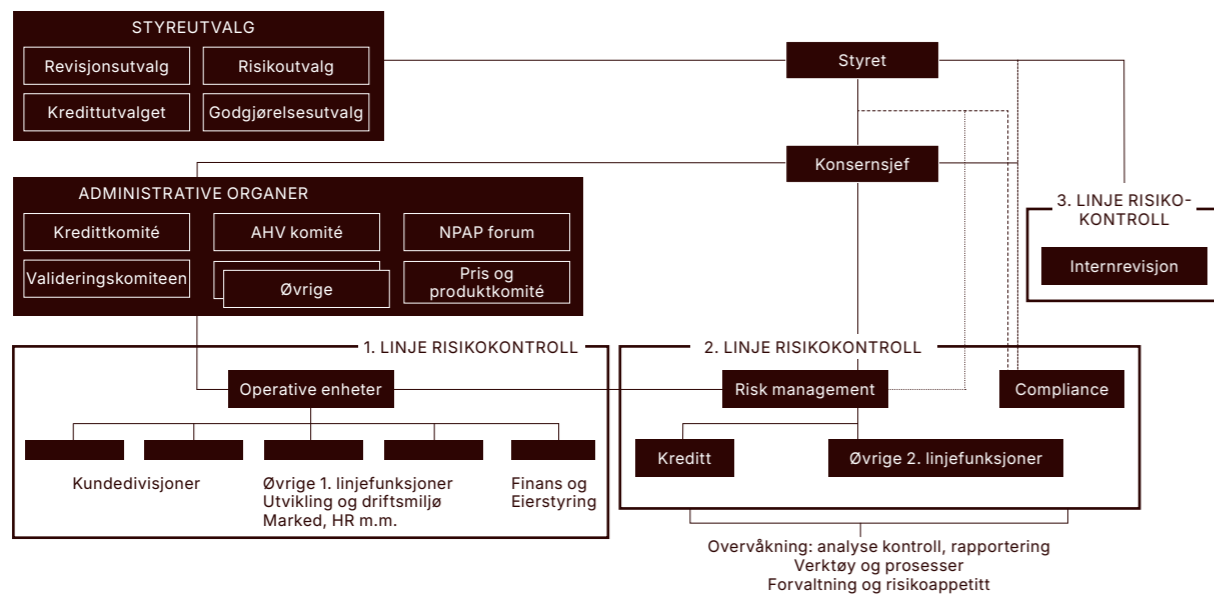 STYREUTVALG
Revisjonsutvalg
Risikoutvalg
Kredittutvalget
Godgjørelsesutvalg
Styret
Konsernsjef
ADMINISTRATIVE ORGANER
Kredittkomité
AHV komité
NPAP forum
Valideringskomiteen
Øvrige
Pris og
produktkomité
3. LINJE RISIKO-
KONTROLL
Internrevisjon
1. LINJE RISIKOKONTROLL
Operative enheter
Kundedivisjoner
Øvrige 1. linjefunksjoner
Utvikling og driftsmiljø
Marked, HR m.m.
Finans og
Eierstyring
2. LINJE RISIKOKONTROLL
Risk management
Compliance
Kreditt
Øvrige 2. linjefunksjoner
Overvåkning: analyse kontroll, rapportering
Verktøy og prosesser
Forvaltning og risikoappetitt